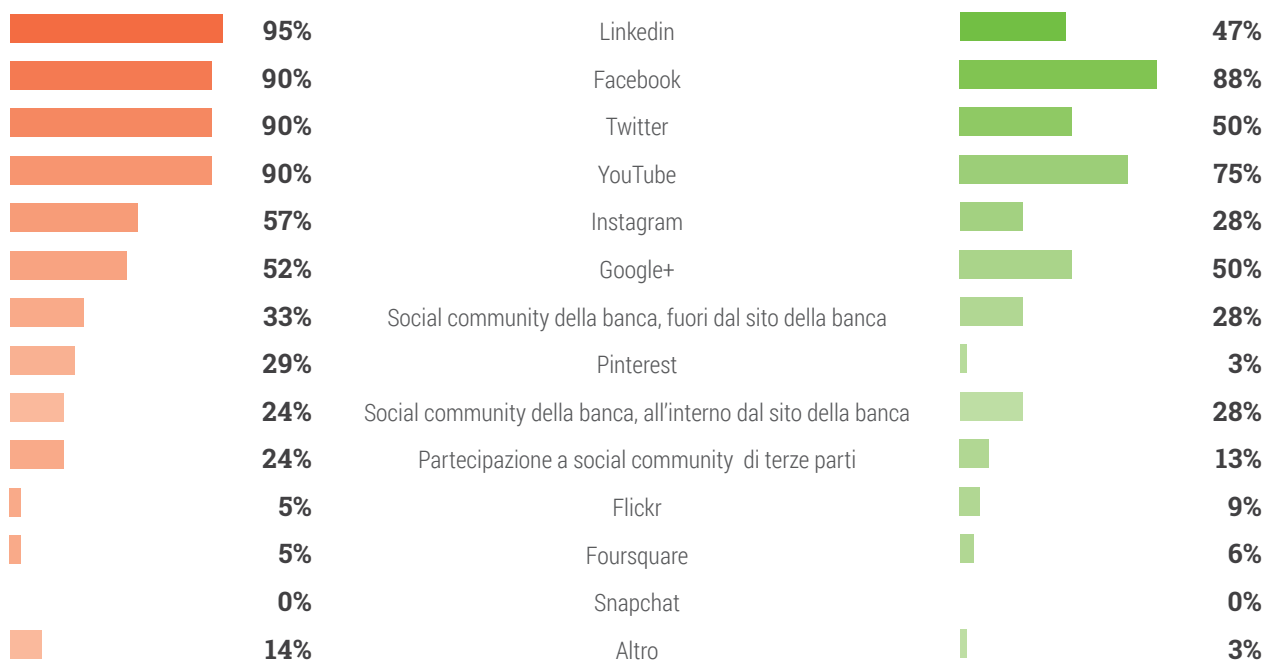 95% Linkedin 47%
90% Facebook 88%
90% Twitter 50%
90% YouTube 75%
57% Instagram 28%
52% Google+ 50%
33% Social community della banca, fuori dal sito della banca 28%
29% Pinterest 3%
24% Social community della banca, all'interno dal sito della banca 28%
24% Partecipazione a social community di terze parti 13%
5% Flickr 9%
5% Foursquare 6%
0% Snapchat 0%
14% Altro 3%